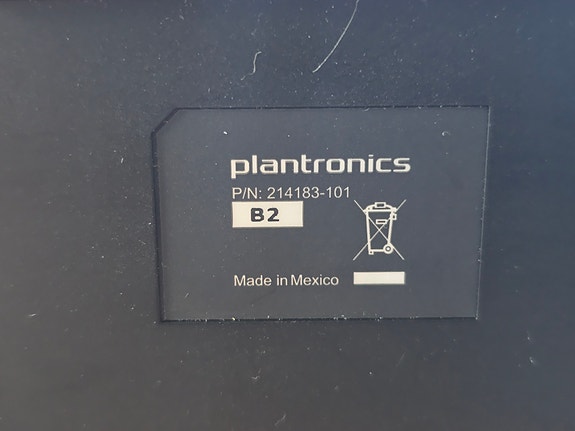 plantronics
P/N: 214183-101
B2
Made in Mexico